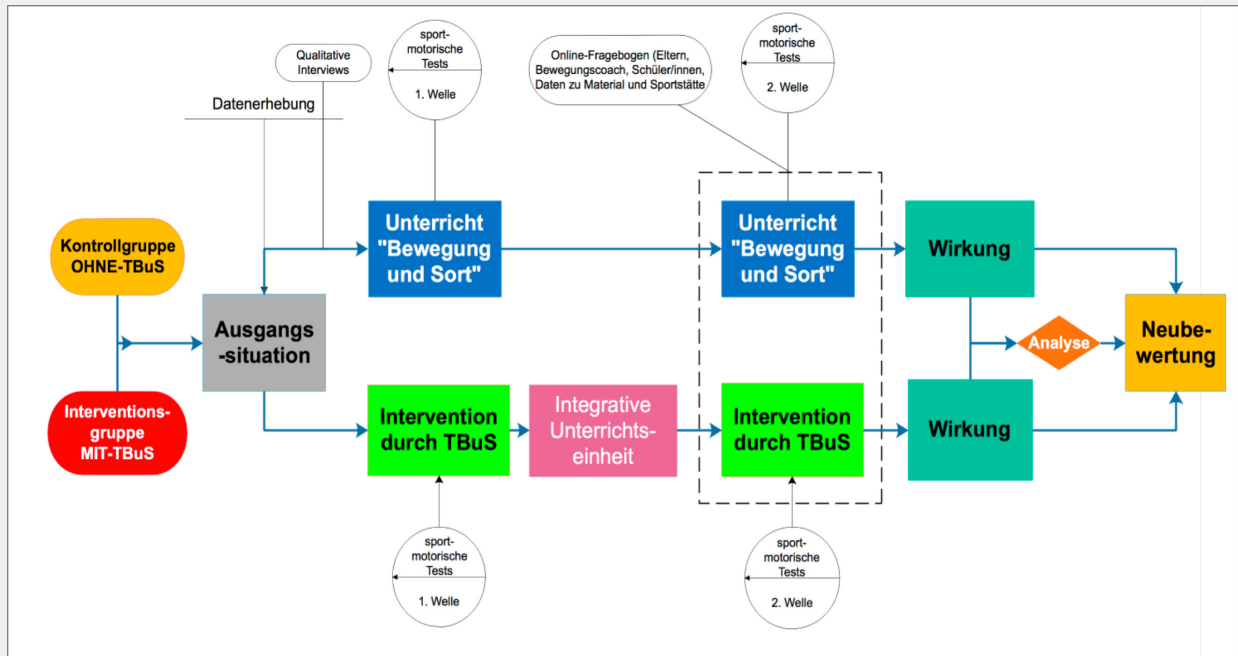 sport-
motorische
Tests
1. Welle
sport-
motorische
Tests
2. Welle
Qualitative
Interviews
Online-Fragebogen (Eltern,
Bewegungscoach, Schüler/innen,
Daten zu Material und Sportstätte
Datenerhebung
Kontrollgruppe
OHNE-TBuS
Unterricht
"Bewegung
und Sort"
Unterricht
"Bewegung
und Sort"
Wirkung
Ausgangs
-situation
Analyse
Neube-
wertung
Interventions-
gruppe
MIT-TBuS
Intervention
durch TBuS
Integrative
Unterrichts-
einheit
Intervention
durch TBuS
Wirkung
sport-
motorische
Tests
1. Welle
sport-
motorische
Tests
2. Welle